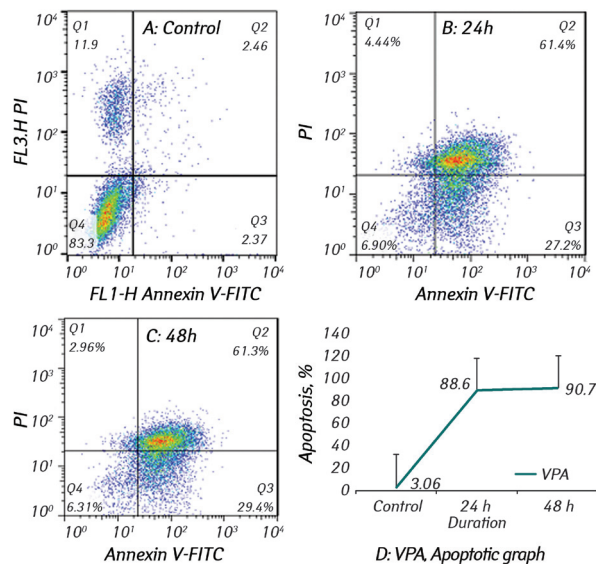 Q1
11.9
A: Control
Q2
2.46
10⁴
10³
10²
10¹
10⁰
FL3.H PI
Q4
83.3
Q3
2.37
10⁰ 10¹ 10² 10³ 10⁴
FL1-H Annexin V-FITC
Q1
4.44%
B: 24h
Q2
61.4%
10⁴
10³
10²
10¹
10⁰
PI
Q4
6.90%
Q3
27.2%
10⁰ 10¹ 10² 10³ 10⁴
Annexin V-FITC
Q1
2.96%
C: 48h
Q2
61.3%
10⁴
10³
10²
10¹
10⁰
PI
Q4
6.31%
Q3
29.4%
10⁰ 10¹ 10² 10³ 10⁴
Annexin V-FITC
140
120
100
80
60
40
20
0
Apoptosis, %
88.6
90.7
3.06
VPA
Control 24 h 48 h
Duration
D: VPA, Apoptotic graph